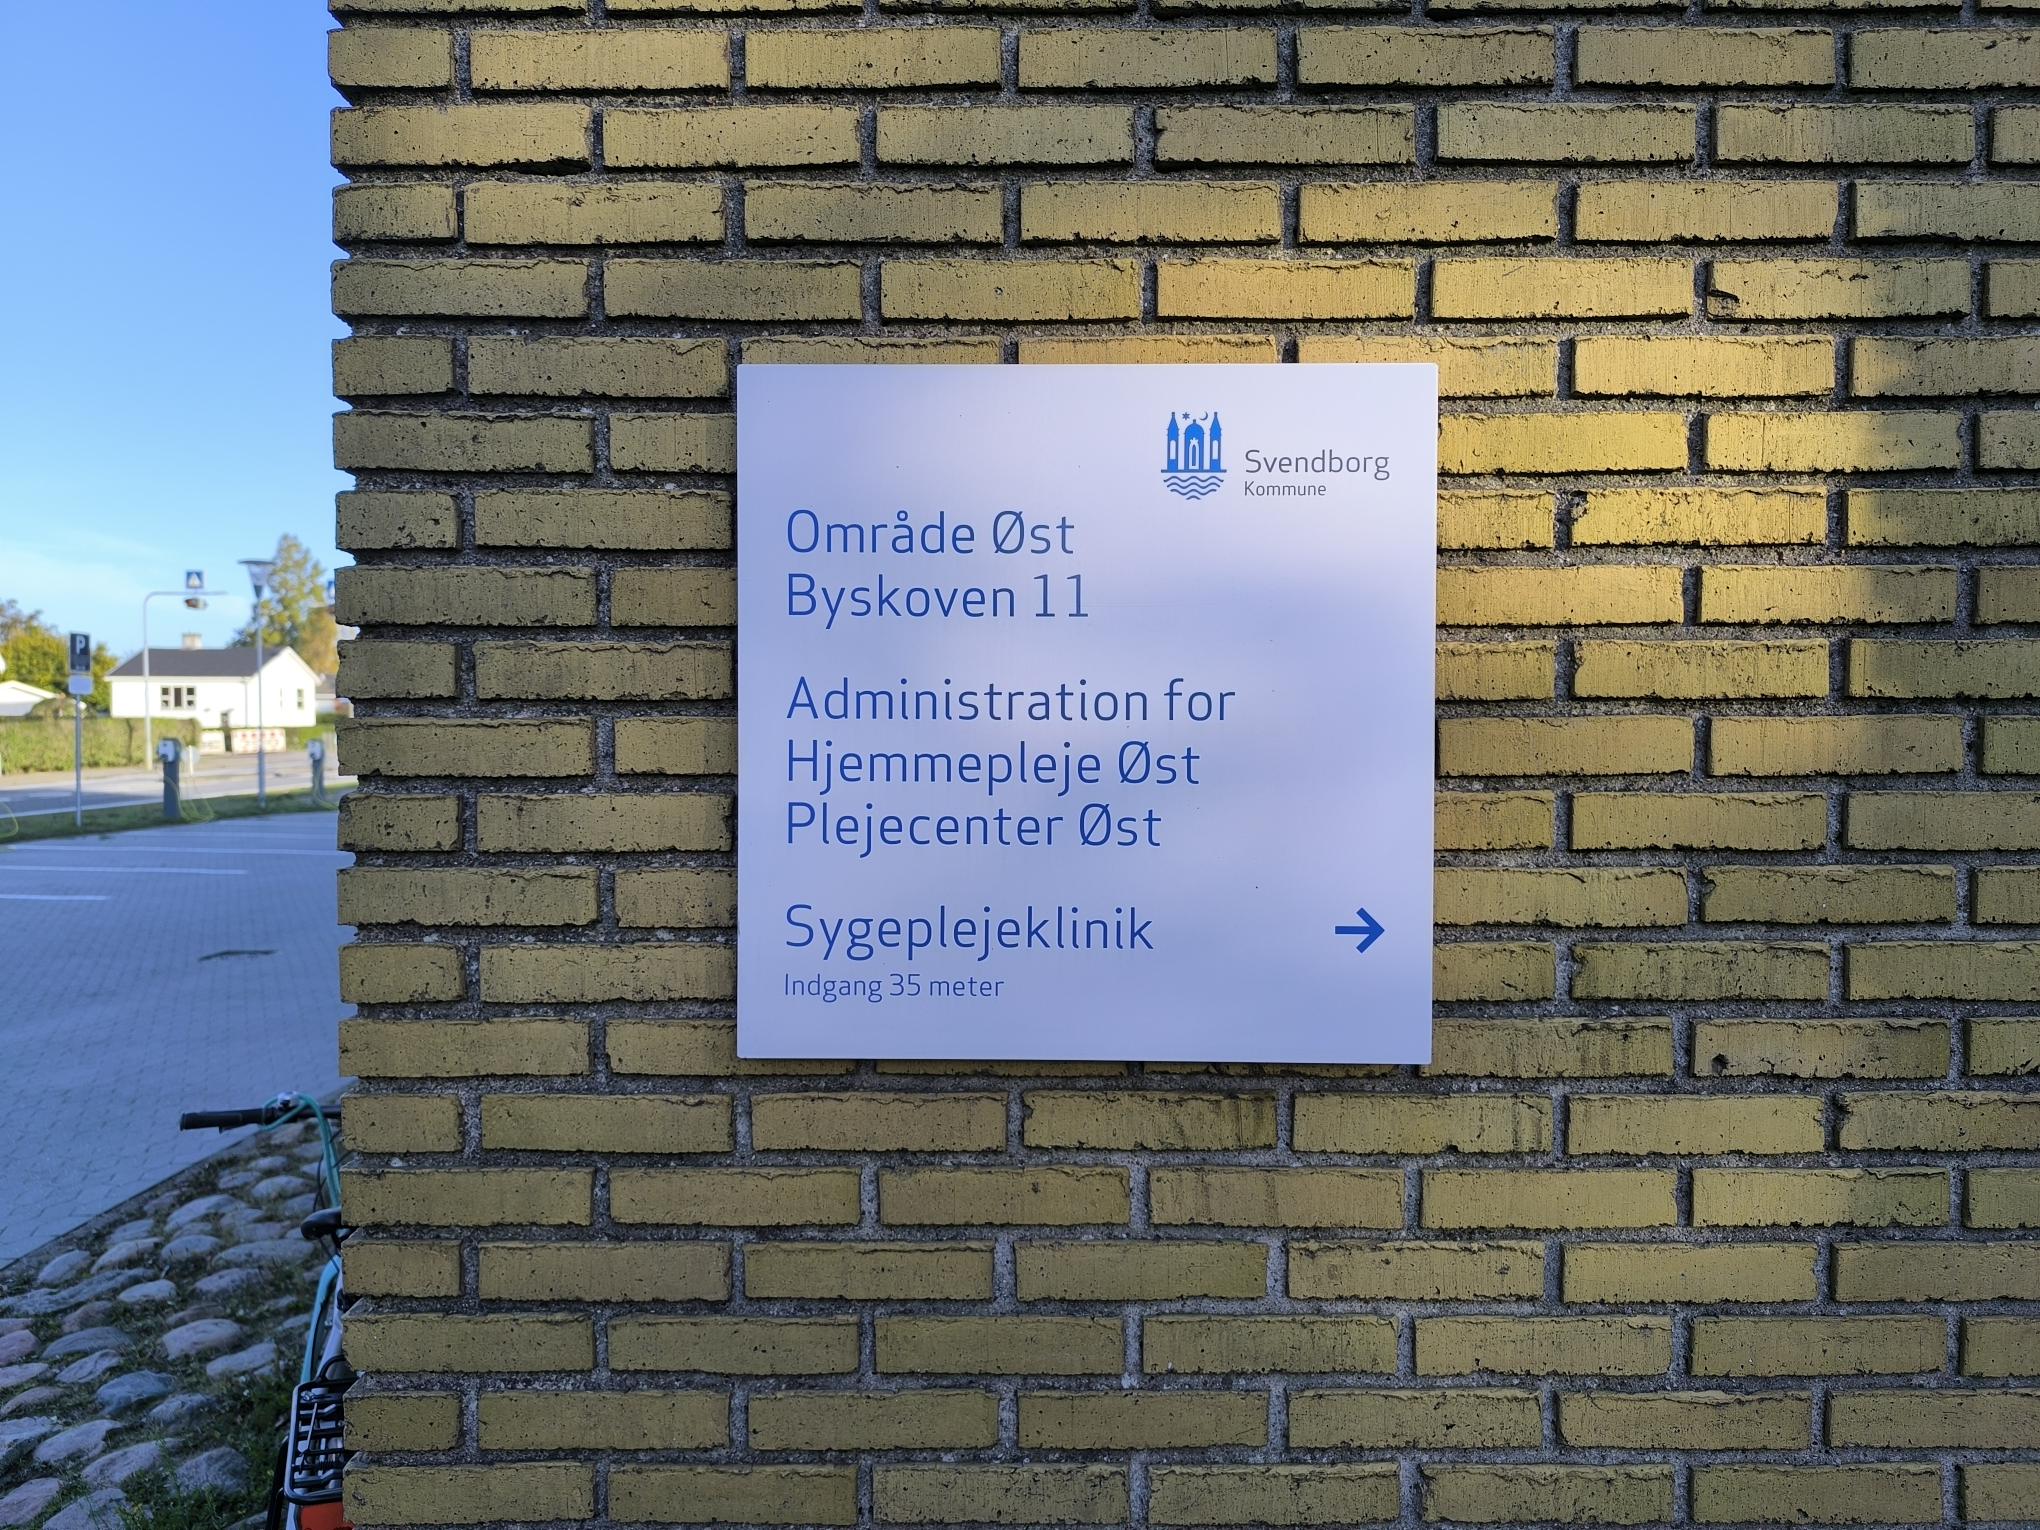 Svendborg
Kommune
Område Øst
Byskoven 11
Administration for
Hjemmepleje Øst
Plejecenter Øst
Sygeplejeklinik →
Indgang 35 meter
P